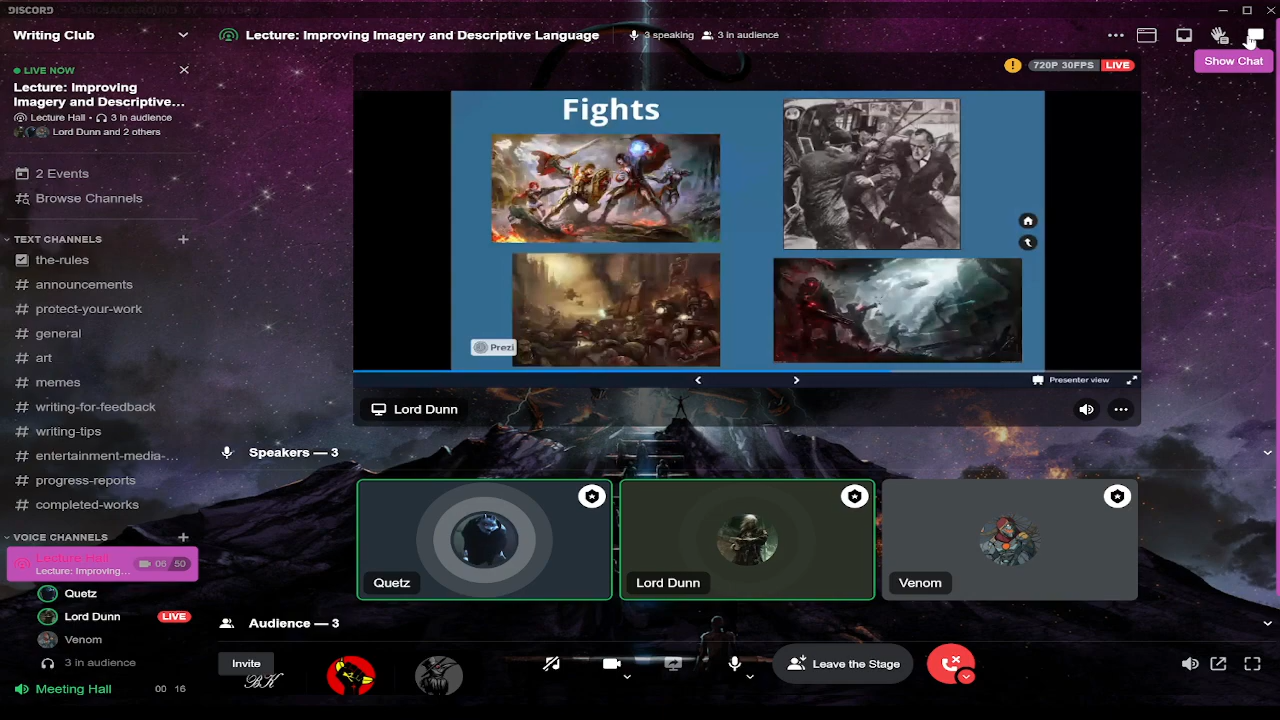 DISCORD
Writing Club
Lecture: Improving Imagery and Descriptive Language
3 speaking
3 in audience
Show Chat
LIVE NOW
Lecture: Improving
Imagery and Descriptive...
Lecture Hall • 3 in audience
Lord Dunn and 2 others
2 Events
Browse Channels
TEXT CHANNELS
the-rules
announcements
protect-your-work
general
art
memes
writing-for-feedback
writing-tips
entertainment-media-...
progress-reports
completed-works
VOICE CHANNELS
Lecture Hall
06 50
Lecture: Improving...
Quetz
Lord Dunn
LIVE
Venom
3 in audience
Meeting Hall
00 16
720P 30FPS LIVE
Fights
Prezi
Presenter view
Lord Dunn
Speakers — 3
Quetz
Lord Dunn
Venom
Audience — 3
Invite
BK
Leave the Stage